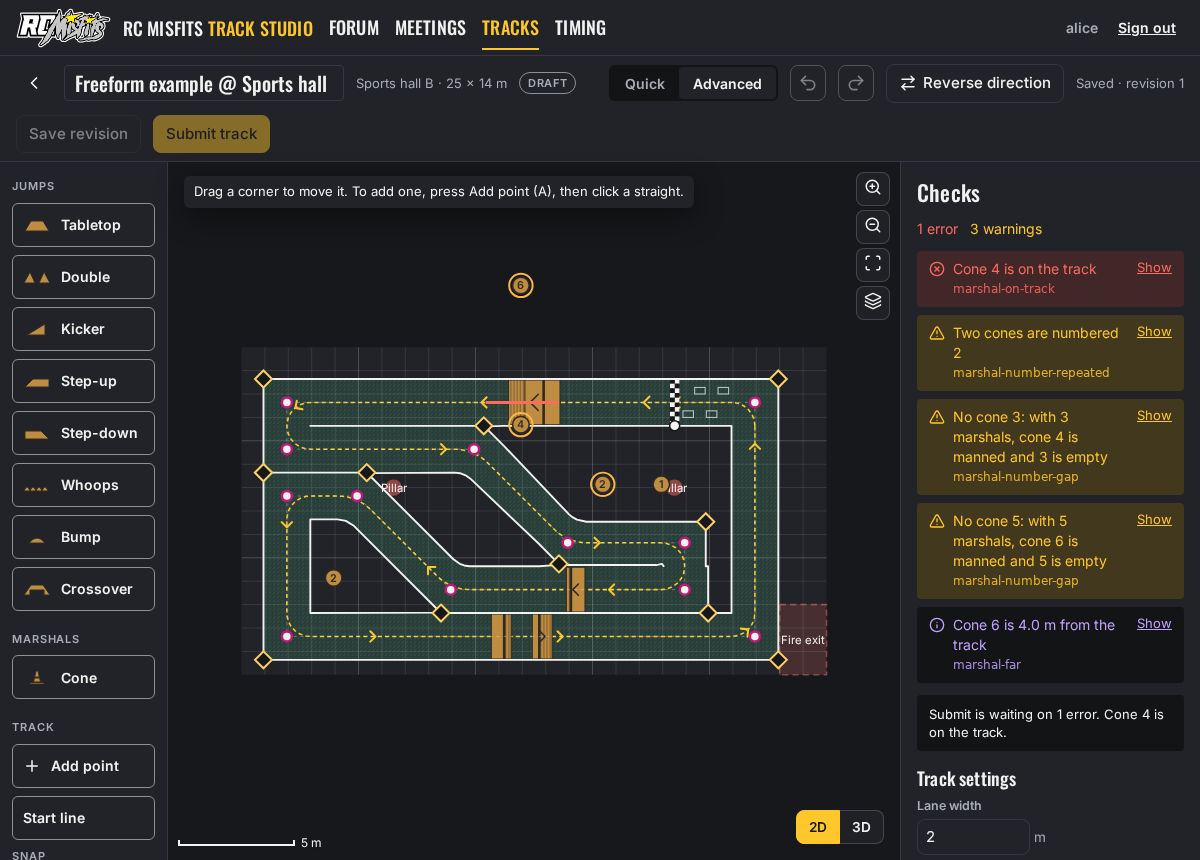 RC Misfits
RC MISFITS TRACK STUDIO FORUM MEETINGS TRACKS TIMING
alice Sign out
Freeform example @ Sports hall
Sports hall B · 25 × 14 m DRAFT
Quick Advanced
Reverse direction
Saved · revision 1
Save revision Submit track
JUMPS
Tabletop
Double
Kicker
Step-up
Step-down
Whoops
Bump
Crossover
MARSHALS
Cone
TRACK
Add point
Start line
SNAP
Drag a corner to move it. To add one, press Add point (A), then click a straight.
6
4
2
1
Pillar
illar
2
Fire exit
5 m
2D 3D
Checks
1 error 3 warnings
Cone 4 is on the track Show
marshal-on-track
Two cones are numbered Show
2
marshal-number-repeated
No cone 3: with 3 Show
marshals, cone 4 is
manned and 3 is empty
marshal-number-gap
No cone 5: with 5 Show
marshals, cone 6 is
manned and 5 is empty
marshal-number-gap
Cone 6 is 4.0 m from the Show
track
marshal-far
Submit is waiting on 1 error. Cone 4 is
on the track.
Track settings
Lane width
2 m